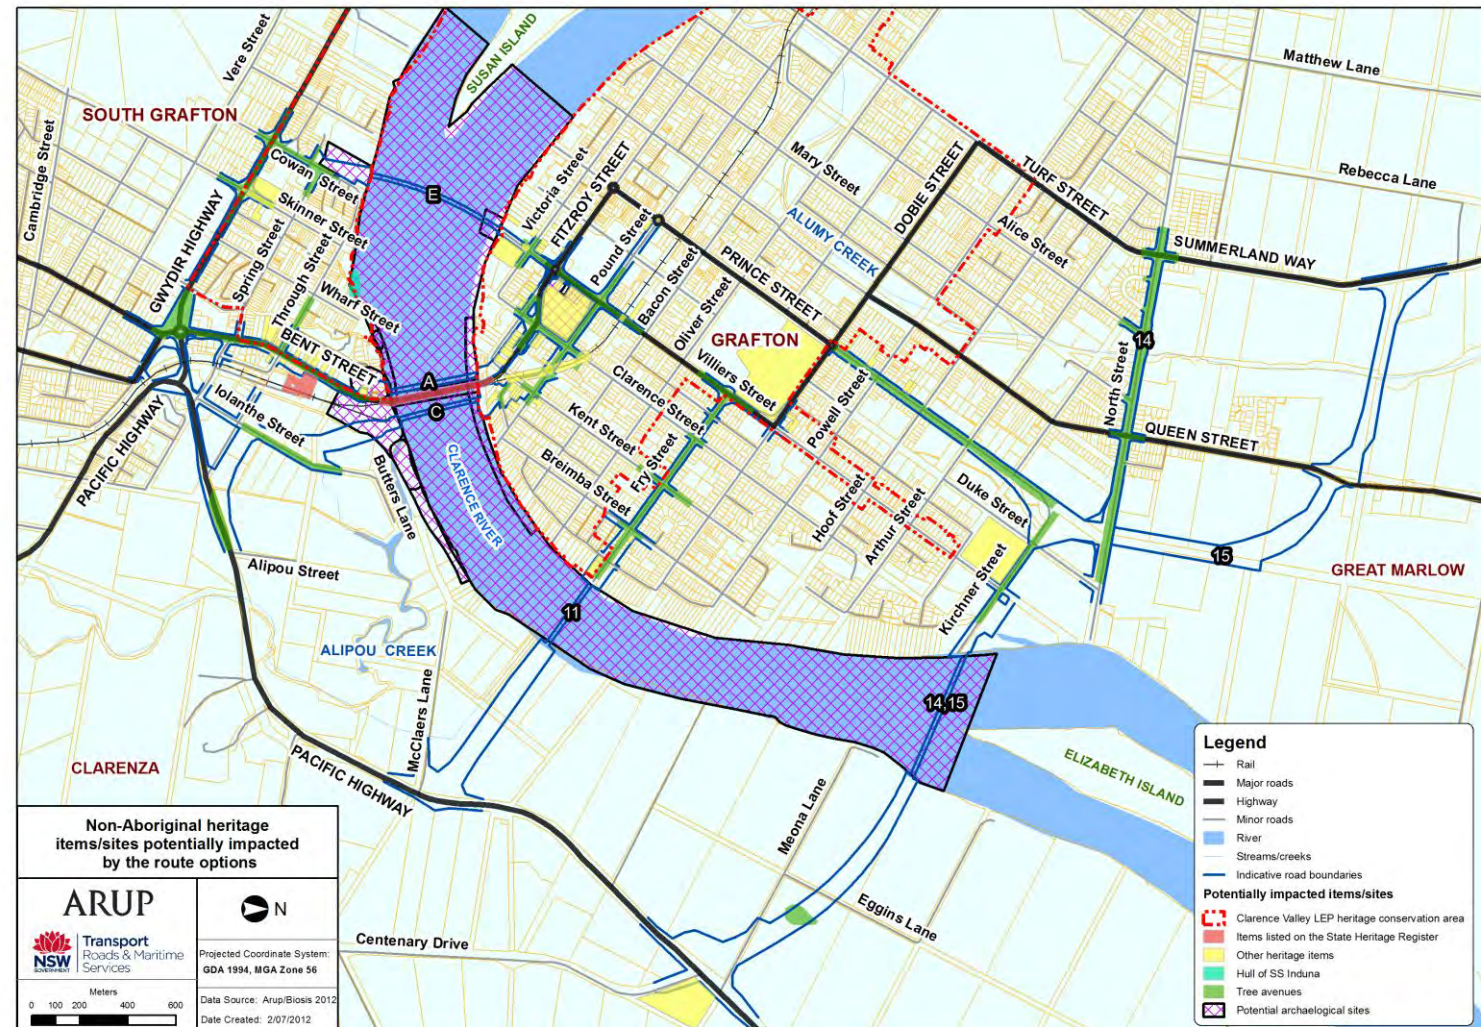 SUSAN ISLAND
Vere Street
Matthew Lane
SOUTH GRAFTON
Cambridge Street
Cowan Street
Mary Street
DOBIE STREET
TURF STREET
Rebecca Lane
E
Victoria Street
FITZROY STREET
Skinner Street
GWYDIR HIGHWAY
Spring Street
Through Street
Wharf Street
Pound Street
ALUMY CREEK
Alice Street
SUMMERLAND WAY
Bacon Street
PRINCE STREET
Oliver Street
BENT STREET
GRAFTON
14
North Street
A
C
Villiers Street
Clarence Street
Iolanthe Street
PACIFIC HIGHWAY
Kent Street
Powell Street
QUEEN STREET
Breimba Street
Fry Street
CLARENCE RIVER
Butters Lane
Hoof Street
Arthur Street
Duke Street
15
GREAT MARLOW
Alipou Street
Kirchner Street
11
ALIPOU CREEK
McClaers Lane
14,15
PACIFIC HIGHWAY
CLARENZA
ELIZABETH ISLAND
Meona Lane
Eggins Lane
Centenary Drive
Non-Aboriginal heritage
items/sites potentially impacted
by the route options
ARUP
N
NSW
GOVERNMENT
Transport
Roads & Maritime
Services
Projected Coordinate System:
GDA 1994, MGA Zone 56
Meters
0 100 200 400 600
Data Source: Arup/Biosis 2012
Date Created: 2/07/2012
Legend
Rail
Major roads
Highway
Minor roads
River
Streams/creeks
Indicative road boundaries
Potentially impacted items/sites
Clarence Valley LEP heritage conservation area
Items listed on the State Heritage Register
Other heritage items
Hull of SS Induna
Tree avenues
Potential archaelogical sites